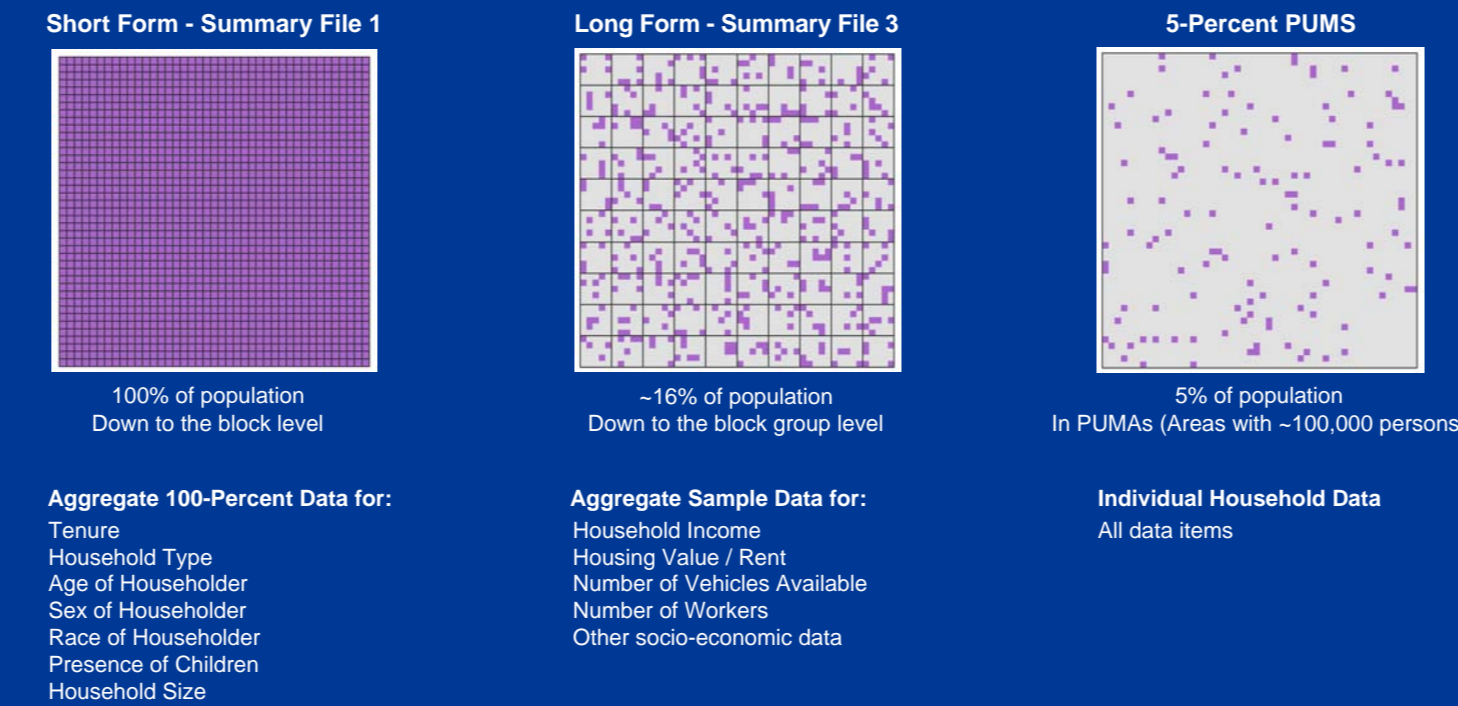 Short Form - Summary File 1
100% of population
Down to the block level
Aggregate 100-Percent Data for:
Tenure
Household Type
Age of Householder
Sex of Householder
Race of Householder
Presence of Children
Household Size
Long Form - Summary File 3
~16% of population
Down to the block group level
Aggregate Sample Data for:
Household Income
Housing Value / Rent
Number of Vehicles Available
Number of Workers
Other socio-economic data
5-Percent PUMS
5% of population
In PUMAs (Areas with ~100,000 persons
Individual Household Data
All data items